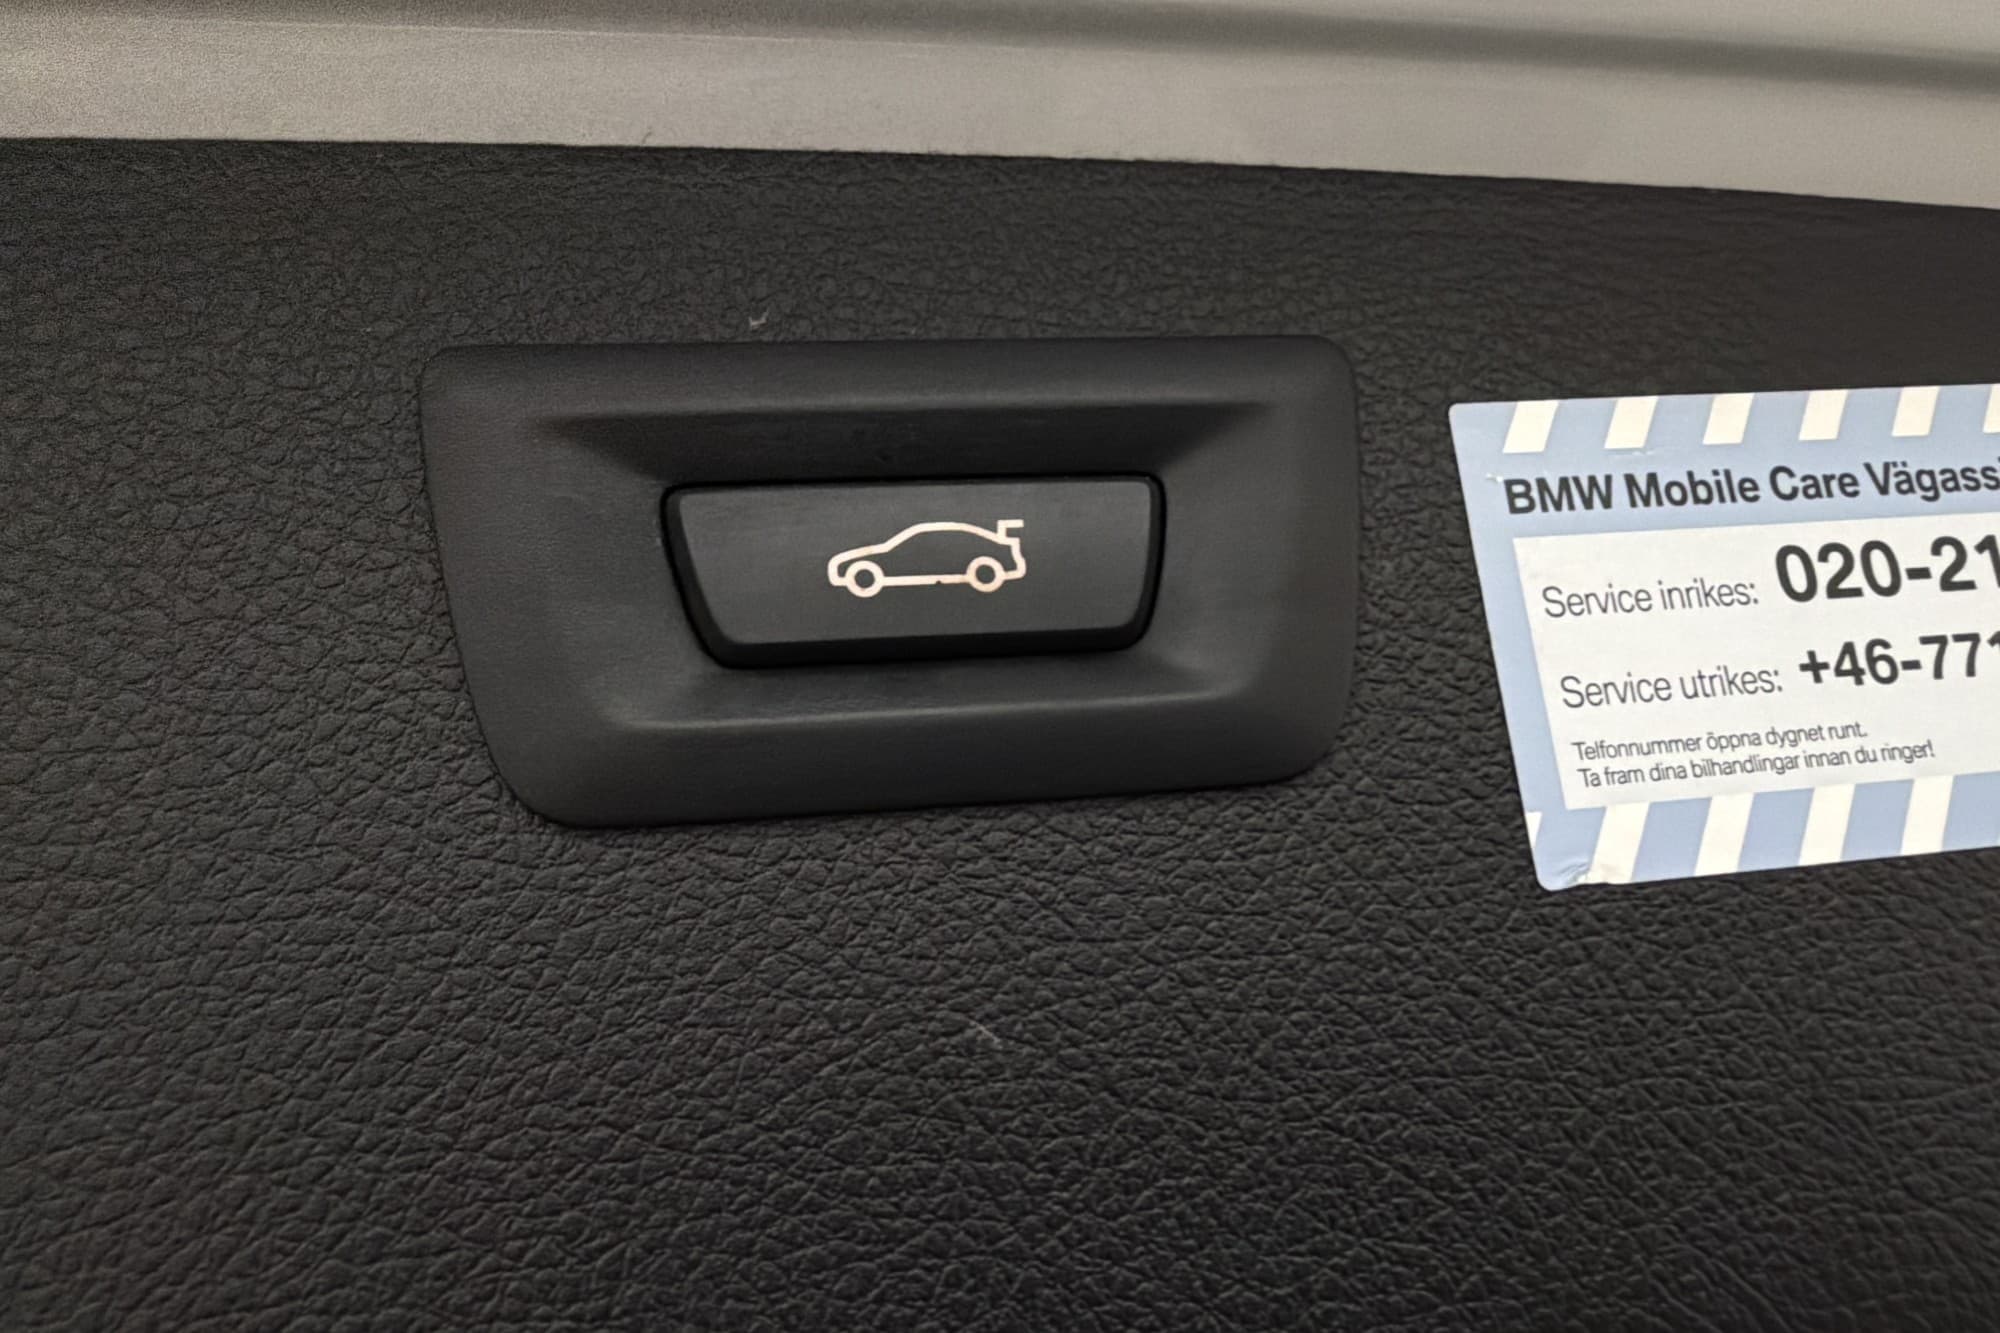 BMW Mobile Care Vägass
Service inrikes: 020-21
Service utrikes: +46-771
Telfonnummer öppna dygnet runt.
Ta fram dina bilhandlingar innan du ringer!